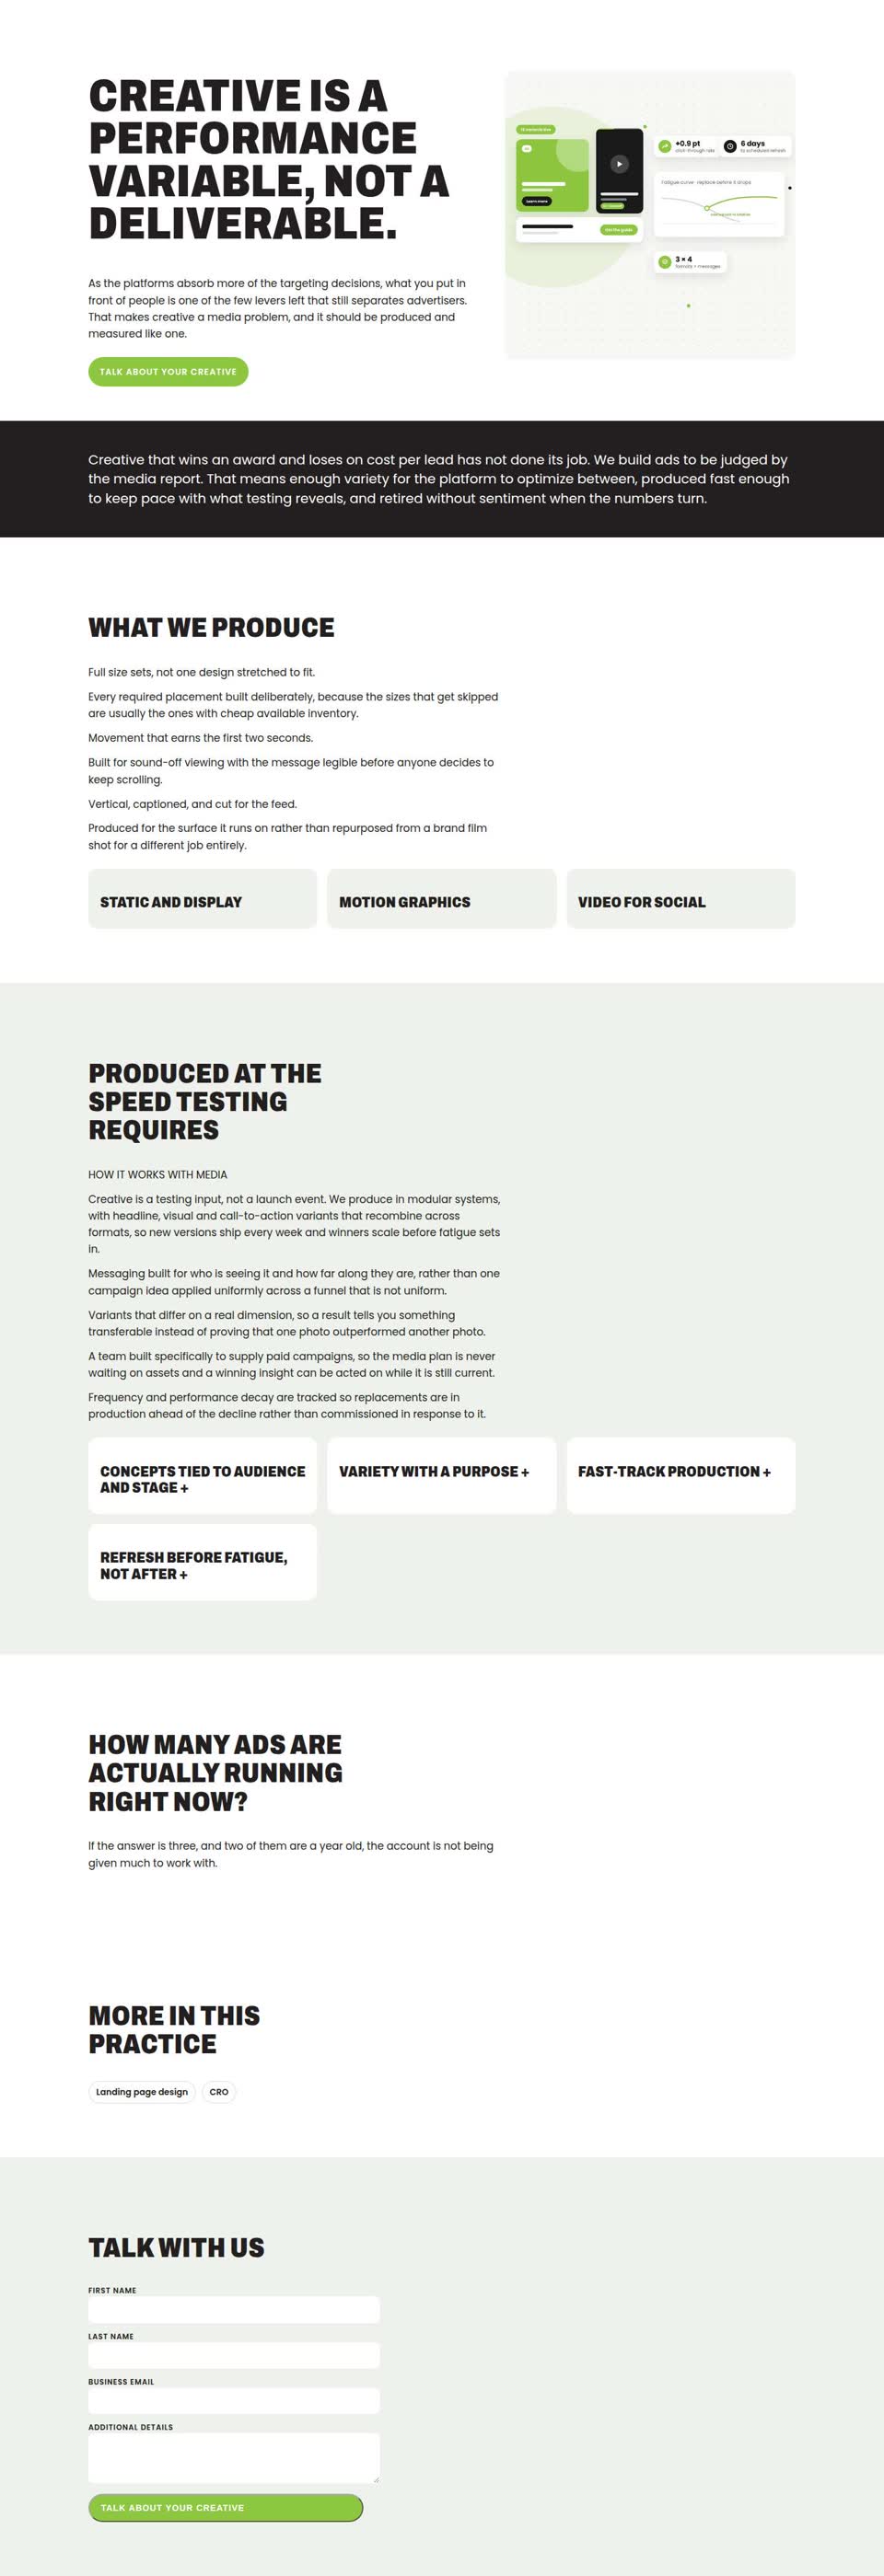 CREATIVE IS A
PERFORMANCE
VARIABLE, NOT A
DELIVERABLE.
As the platforms absorb more of the targeting decisions, what you put in
front of people is one of the few levers left that still separates advertisers.
That makes creative a media problem, and it should be produced and
measured like one.
TALK ABOUT YOUR CREATIVE
Learn more
Get the guide
+0.9 pt
click-through rate
6 days
to scheduled refresh
Fatigue curve · replace before it drops
3 × 4
formats × messages
Creative that wins an award and loses on cost per lead has not done its job. We build ads to be judged by
the media report. That means enough variety for the platform to optimize between, produced fast enough
to keep pace with what testing reveals, and retired without sentiment when the numbers turn.
WHAT WE PRODUCE
Full size sets, not one design stretched to fit.
Every required placement built deliberately, because the sizes that get skipped
are usually the ones with cheap available inventory.
Movement that earns the first two seconds.
Built for sound-off viewing with the message legible before anyone decides to
keep scrolling.
Vertical, captioned, and cut for the feed.
Produced for the surface it runs on rather than repurposed from a brand film
shot for a different job entirely.
STATIC AND DISPLAY
MOTION GRAPHICS
VIDEO FOR SOCIAL
PRODUCED AT THE
SPEED TESTING
REQUIRES
HOW IT WORKS WITH MEDIA
Creative is a testing input, not a launch event. We produce in modular systems,
with headline, visual and call-to-action variants that recombine across
formats, so new versions ship every week and winners scale before fatigue sets
in.
Messaging built for who is seeing it and how far along they are, rather than one
campaign idea applied uniformly across a funnel that is not uniform.
Variants that differ on a real dimension, so a result tells you something
transferable instead of proving that one photo outperformed another photo.
A team built specifically to supply paid campaigns, so the media plan is never
waiting on assets and a winning insight can be acted on while it is still current.
Frequency and performance decay are tracked so replacements are in
production ahead of the decline rather than commissioned in response to it.
CONCEPTS TIED TO AUDIENCE
AND STAGE +
VARIETY WITH A PURPOSE +
FAST-TRACK PRODUCTION +
REFRESH BEFORE FATIGUE,
NOT AFTER +
HOW MANY ADS ARE
ACTUALLY RUNNING
RIGHT NOW?
If the answer is three, and two of them are a year old, the account is not being
given much to work with.
MORE IN THIS
PRACTICE
Landing page design
CRO
TALK WITH US
FIRST NAME
LAST NAME
BUSINESS EMAIL
ADDITIONAL DETAILS
TALK ABOUT YOUR CREATIVE